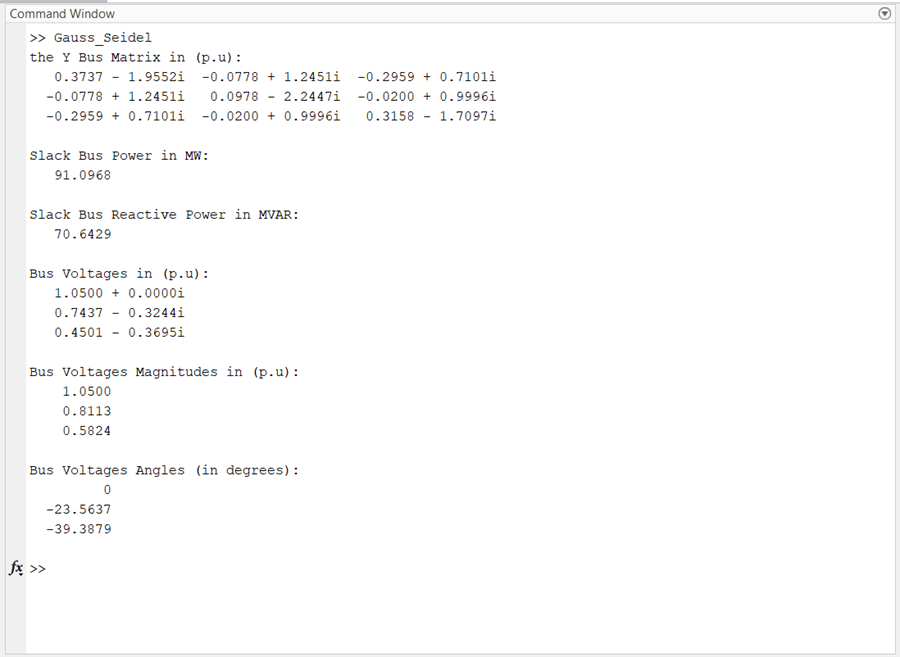 Command Window
>> Gauss_Seidel
the Y Bus Matrix in (p.u):
0.3737 - 1.9552i -0.0778 + 1.2451i -0.2959 + 0.7101i
-0.0778 + 1.2451i 0.0978 - 2.2447i -0.0200 + 0.9996i
-0.2959 + 0.7101i -0.0200 + 0.9996i 0.3158 - 1.7097i
Slack Bus Power in MW:
91.0968
Slack Bus Reactive Power in MVAR:
70.6429
Bus Voltages in (p.u):
1.0500 + 0.0000i
0.7437 - 0.3244i
0.4501 - 0.3695i
Bus Voltages Magnitudes in (p.u):
1.0500
0.8113
0.5824
Bus Voltages Angles (in degrees):
0
-23.5637
-39.3879
fx >>